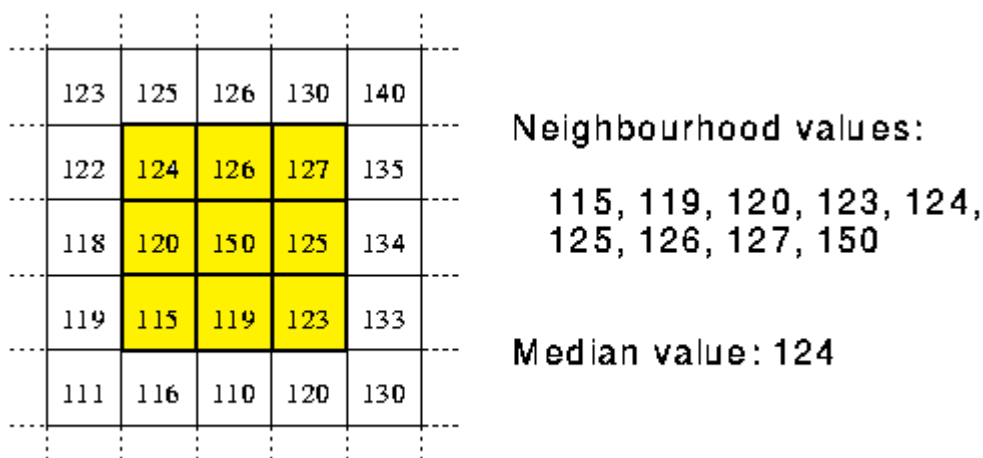 123 125 126 130 140
122 124 126 127 135
118 120 150 125 134
119 115 119 123 133
111 116 110 120 130
Neighbourhood values:
115, 119, 120, 123, 124,
125, 126, 127, 150
Median value: 124